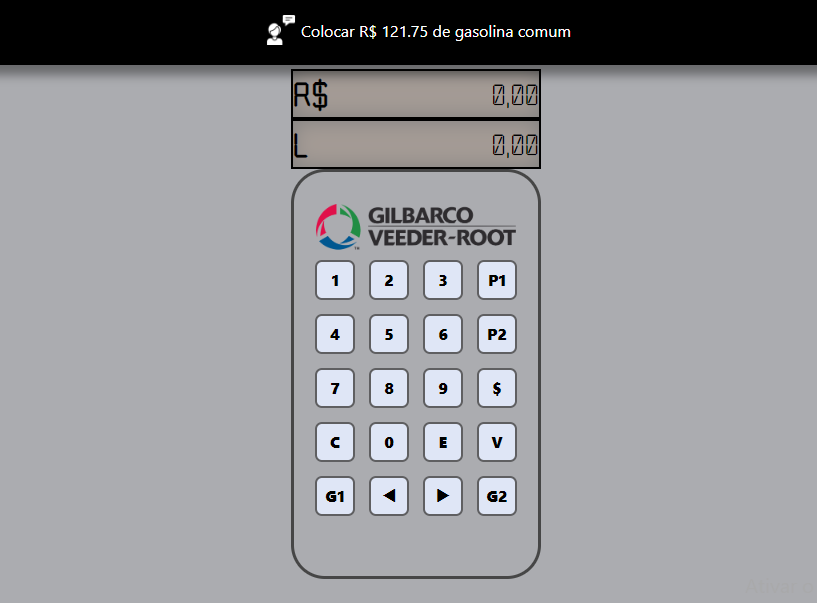 Colocar R$ 121.75 de gasolina comum
R$ 0,00
L 0,00
GILBARCO
VEEDER-ROOT
TM
1 2 3 P1
4 5 6 P2
7 8 9 $
C 0 E V
G1 ◀ ▶ G2